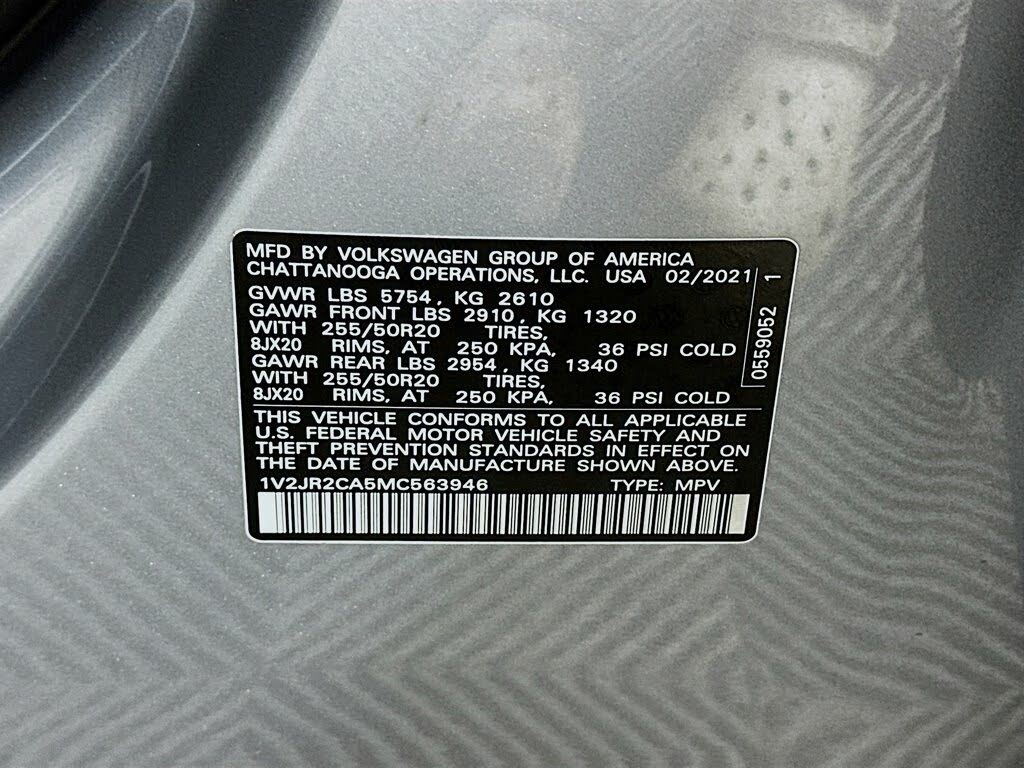 MFD BY VOLKSWAGEN GROUP OF AMERICA
CHATTANOOGA OPERATIONS, LLC. USA 02/2021
GVWR LBS 5754, KG 2610
GAWR FRONT LBS 2910, KG 1320
WITH 255/50R20 TIRES,
8JX20 RIMS, AT 250 KPA, 36 PSI COLD
GAWR REAR LBS 2954, KG 1340
WITH 255/50R20 TIRES,
8JX20 RIMS, AT 250 KPA, 36 PSI COLD
0559052 1
THIS VEHICLE CONFORMS TO ALL APPLICABLE
U.S. FEDERAL MOTOR VEHICLE SAFETY AND
THEFT PREVENTION STANDARDS IN EFFECT ON
THE DATE OF MANUFACTURE SHOWN ABOVE.
1V2JR2CA5MC563946 TYPE: MPV